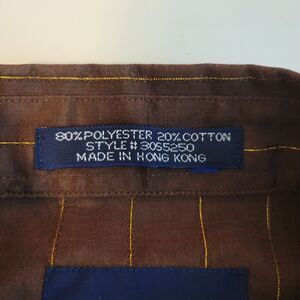 80% POLYESTER 20% COTTON
STYLE # 3055250
MADE IN HONG KONG